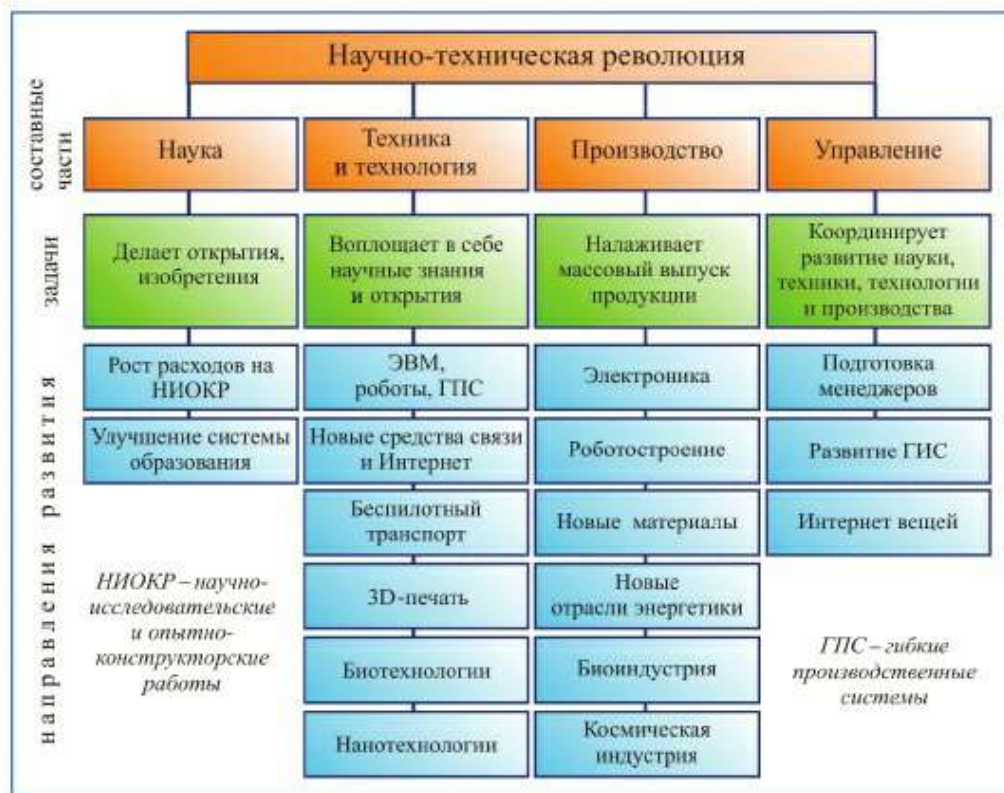 Научно-техническая революция
составные
части
Наука
Техника
и технология
Производство
Управление
задачи
Делает открытия,
изобретения
Воплощает в себе
научные знания
и открытия
Налаживает
массовый выпуск
продукции
Координирует
развитие науки,
техники, технологии
и производства
направления развития
Рост расходов на
НИОКР
Улучшение системы
образования
НИОКР – научно-
исследовательские
и опытно-
конструкторские
работы
ЭВМ,
роботы, ГПС
Новые средства связи
и Интернет
Беспилотный
транспорт
3D-печать
Биотехнологии
Нанотехнологии
Электроника
Роботостроение
Новые материалы
Новые
отрасли энергетики
Биоиндустрия
Космическая
индустрия
Подготовка
менеджеров
Развитие ГИС
Интернет вещей
ГПС – гибкие
производственные
системы